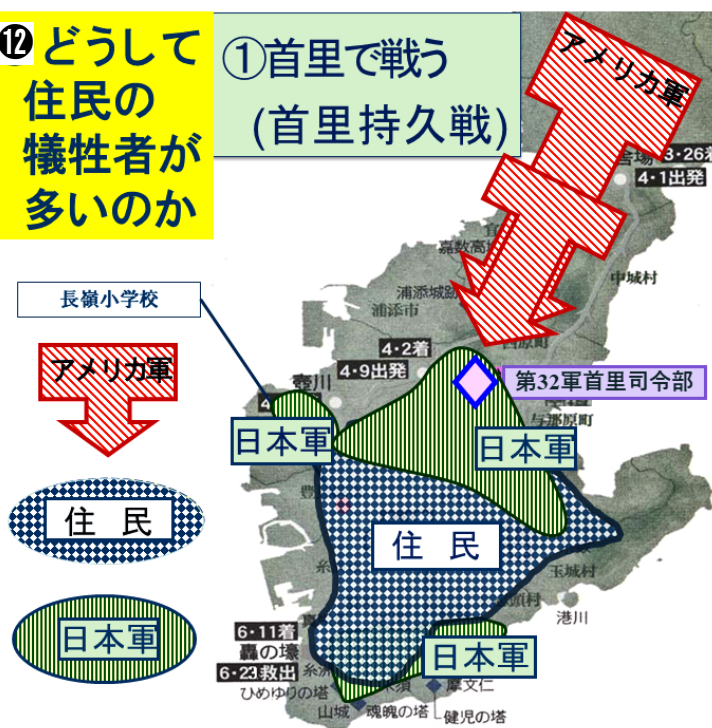 ⓬どうして
住民の
犠牲者が
多いのか
①首里で戦う
(首里持久戦)
アメリカ軍
3・26着
4・1出発
嘉数高
中城村
浦添城跡
浦添市
長嶺小学校
4・2着
4・9出発
アメリカ軍
壺川
第32軍首里司令部
与那原町
日本軍
日本軍
住 民
住 民
玉城村
港川
日本軍
6・11着
轟の壕
6・23救出
日本軍
ひめゆりの塔
摩文仁
山城
魂魄の塔
健児の塔